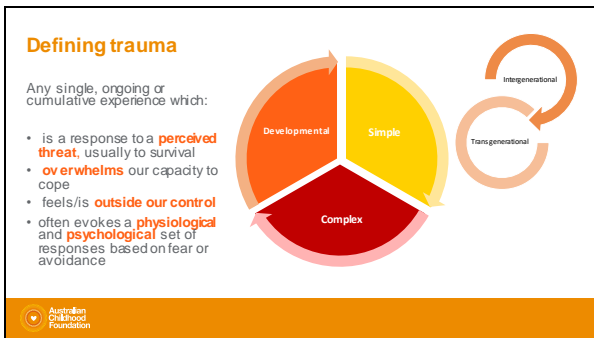 Defining trauma
Any single, ongoing or
cumulative experience which:
• is a response to a perceived
threat, usually to survival
• overwhelms our capacity to
cope
• feels/is outside our control
• often evokes a physiological
and psychological set of
responses based on fear or
avoidance
Developmental
Simple
Complex
Intergenerational
Transgenerational
Australian
Childhood
Foundation